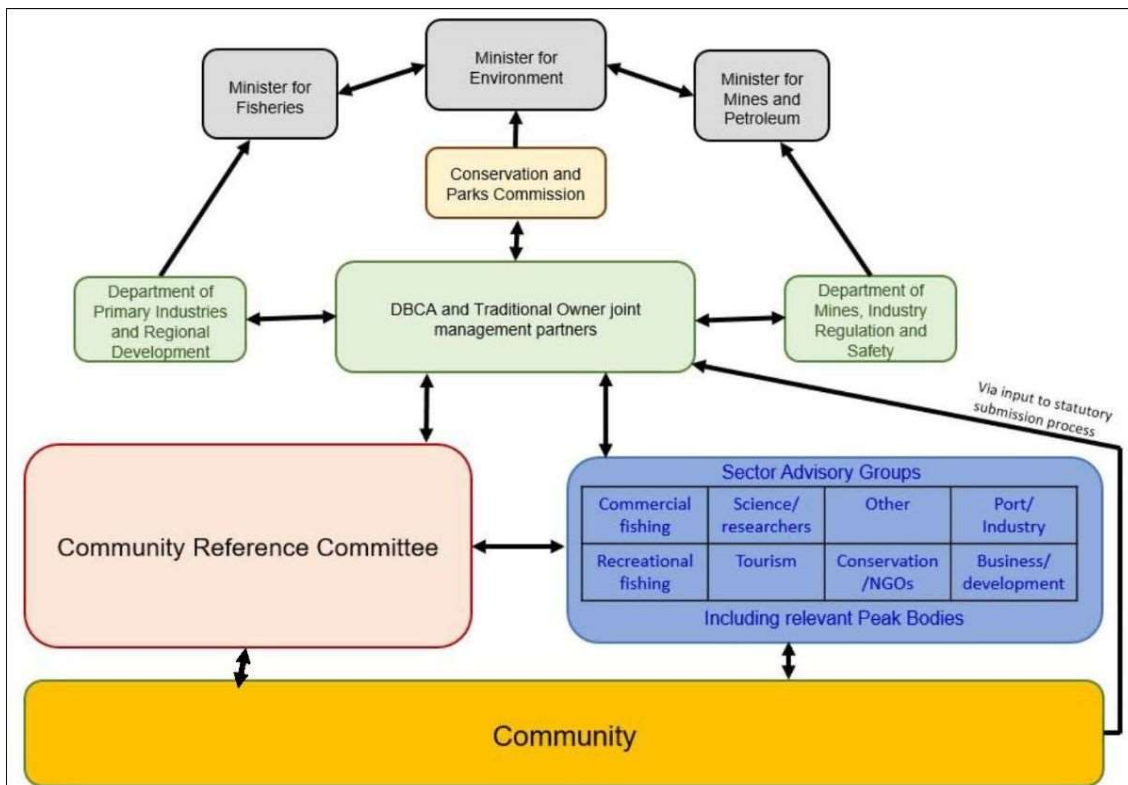 Minister for
Environment
Minister for
Fisheries
Minister for
Mines and
Petroleum
Conservation and
Parks Commission
Department of
Primary Industries
and Regional
Development
DBCA and Traditional Owner joint
management partners
Department of
Mines, Industry
Regulation and
Safety
Via input to statutory
submission process
Community Reference Committee
Sector Advisory Groups
Commercial
fishing
Science/
researchers
Other
Port/
Industry
Recreational
fishing
Tourism
Conservation
/NGOs
Business/
development
Including relevant Peak Bodies
Community